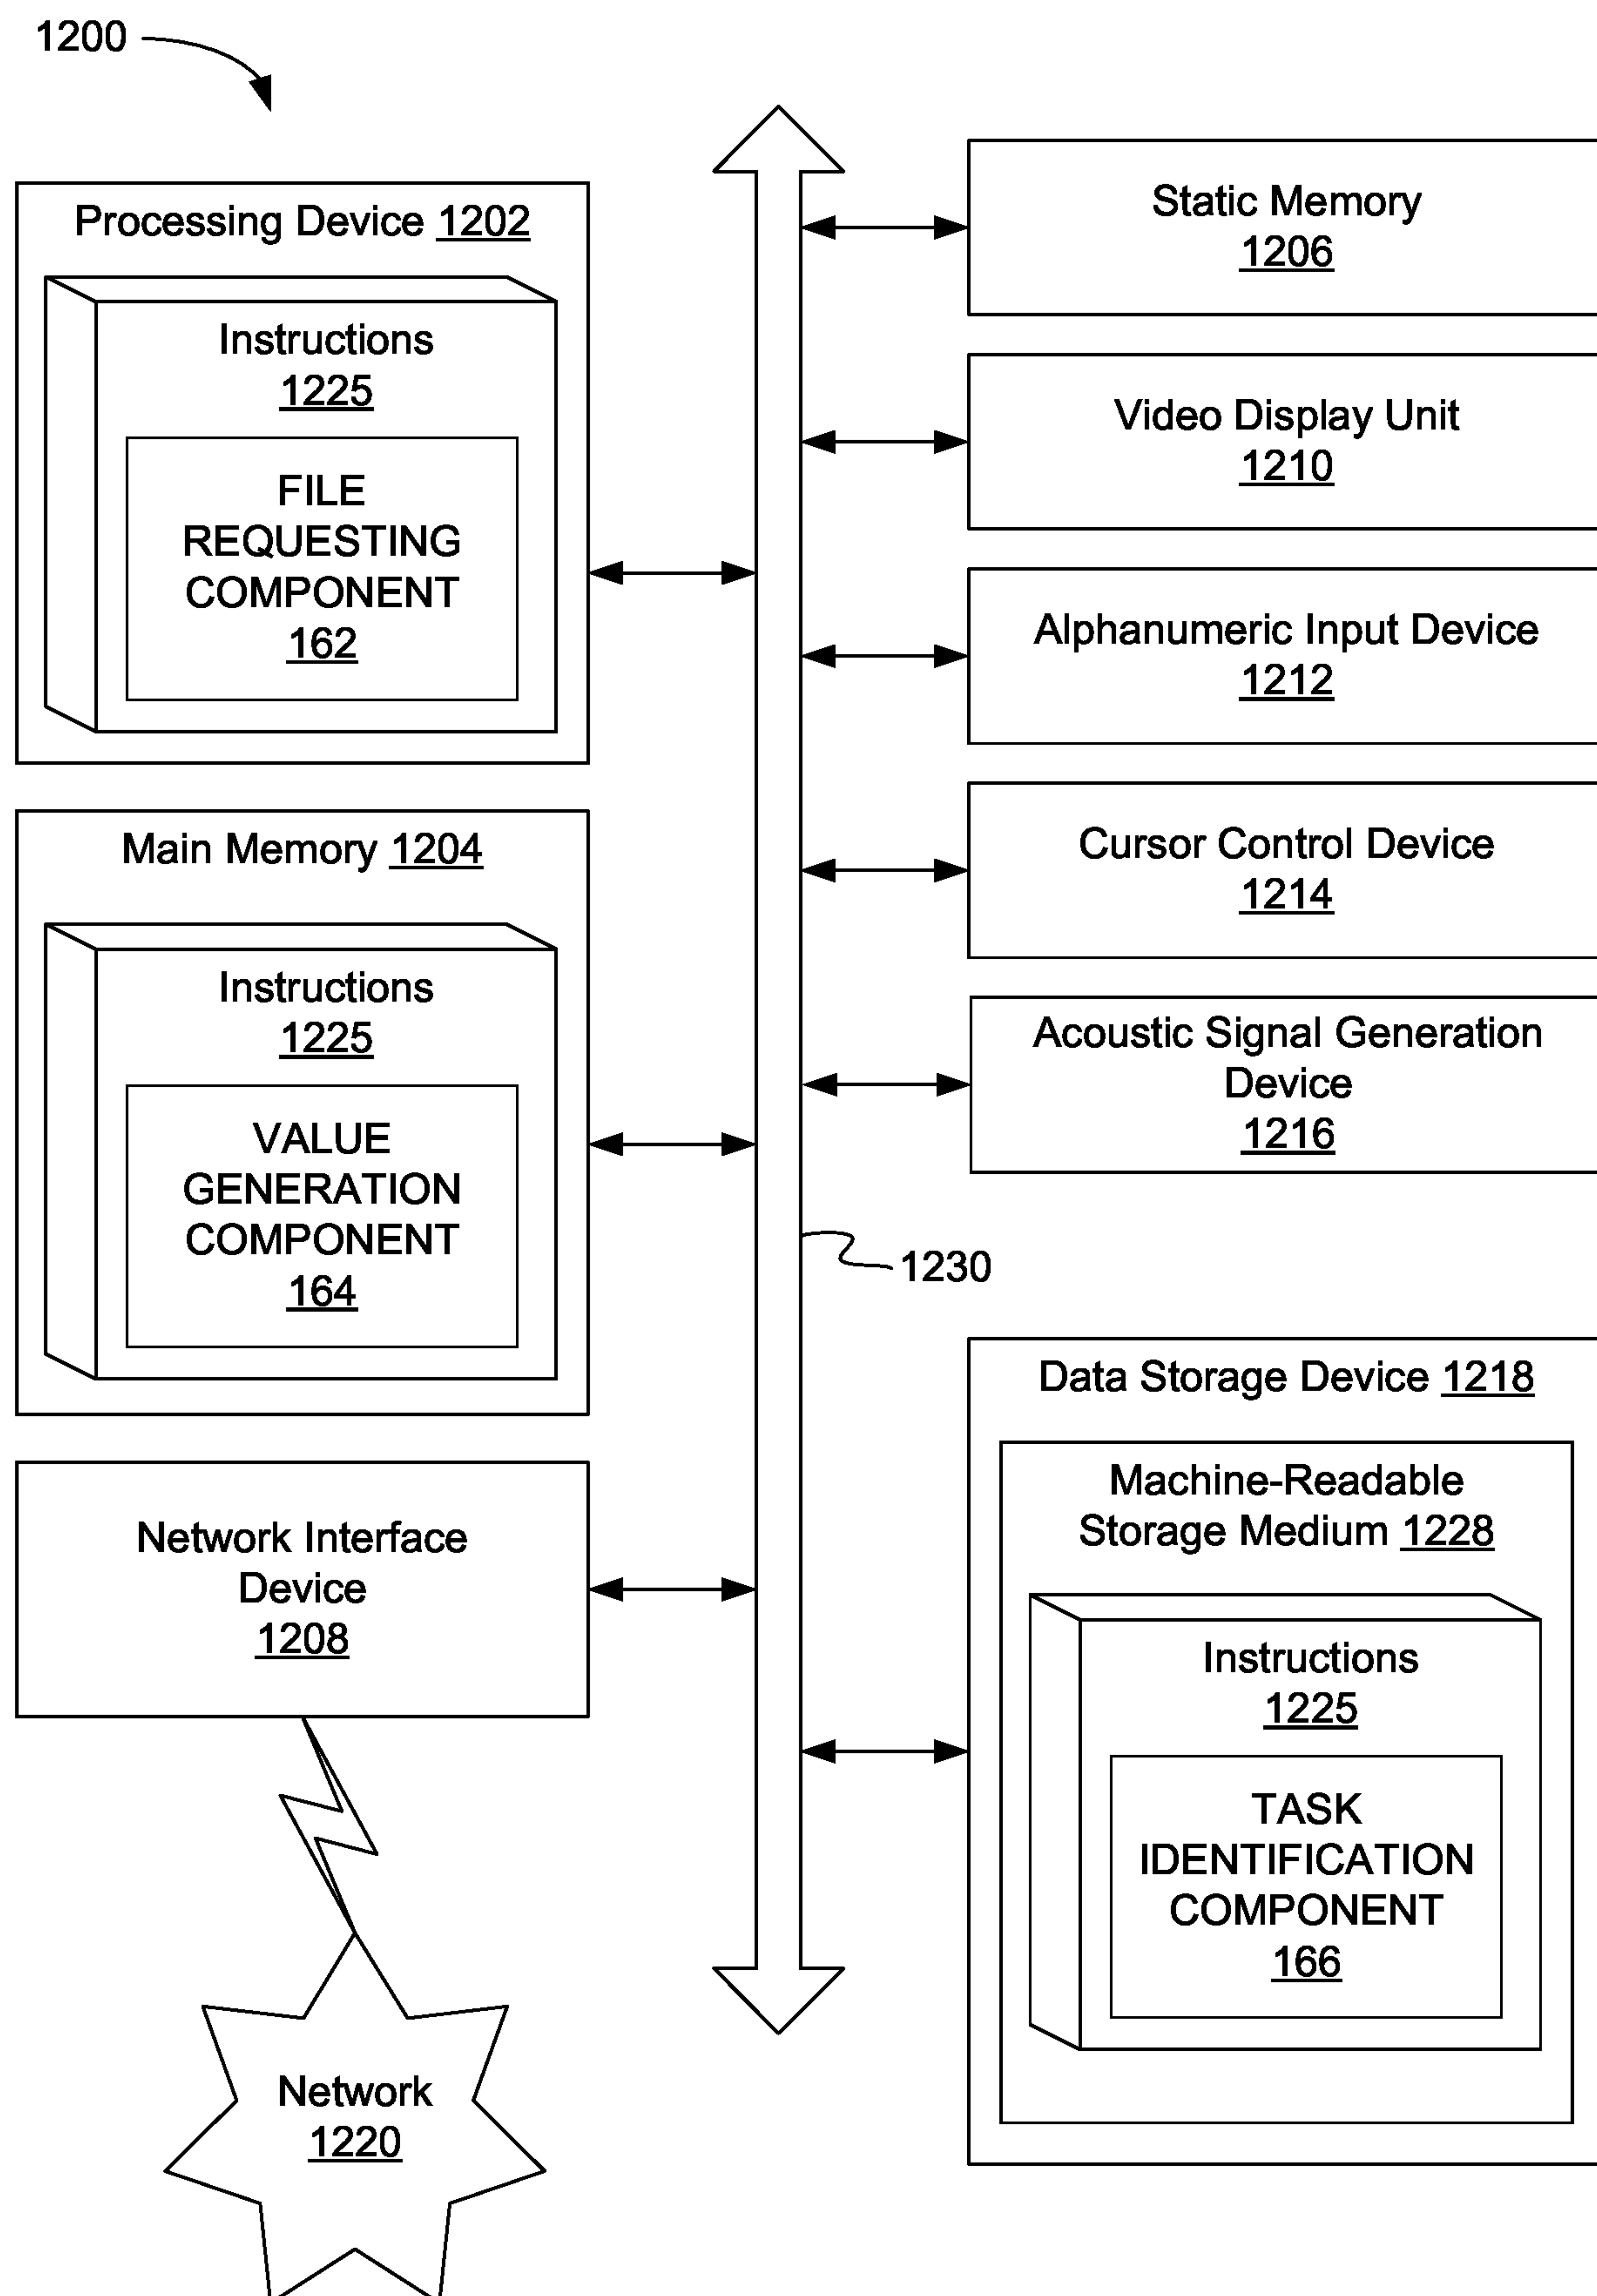 1200
Processing Device 1202
Instructions
1225
FILE
REQUESTING
COMPONENT
162
Main Memory 1204
Instructions
1225
VALUE
GENERATION
COMPONENT
164
Network Interface
Device
1208
Network
1220
Static Memory
1206
Video Display Unit
1210
Alphanumeric Input Device
1212
Cursor Control Device
1214
Acoustic Signal Generation
Device
1216
1230
Data Storage Device 1218
Machine-Readable
Storage Medium 1228
Instructions
1225
TASK
IDENTIFICATION
COMPONENT
166